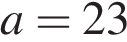 a = 23